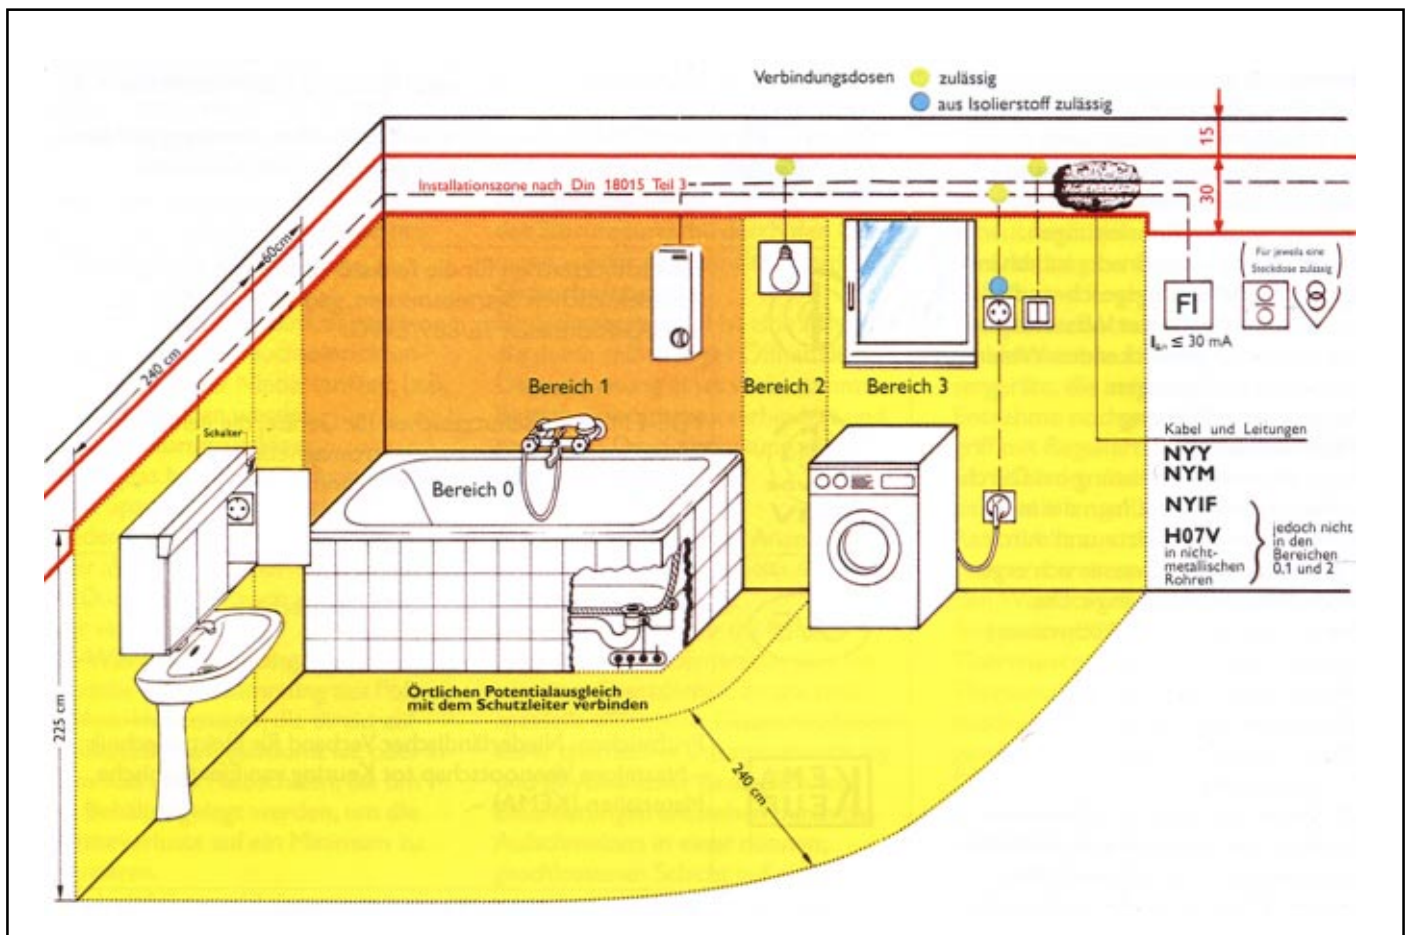 Verbindungsdosen zulässig
aus Isolierstoff zulässig
15
30
Installationszone nach Din 18015 Teil 3
60cm
240 cm
Für jeweils eine
Steckdose zulässig
FI
≤ 30 mA
Bereich 1
Bereich 2
Bereich 3
Schalter
Bereich 0
Kabel und Leitungen
NYY
NYM
NYIF
H07V
in nicht-
metallischen
Rohren
jedoch nicht
in den
Bereichen
0,1 und 2
Örtlichen Potentialausgleich
mit dem Schutzleiter verbinden
225 cm
240 cm